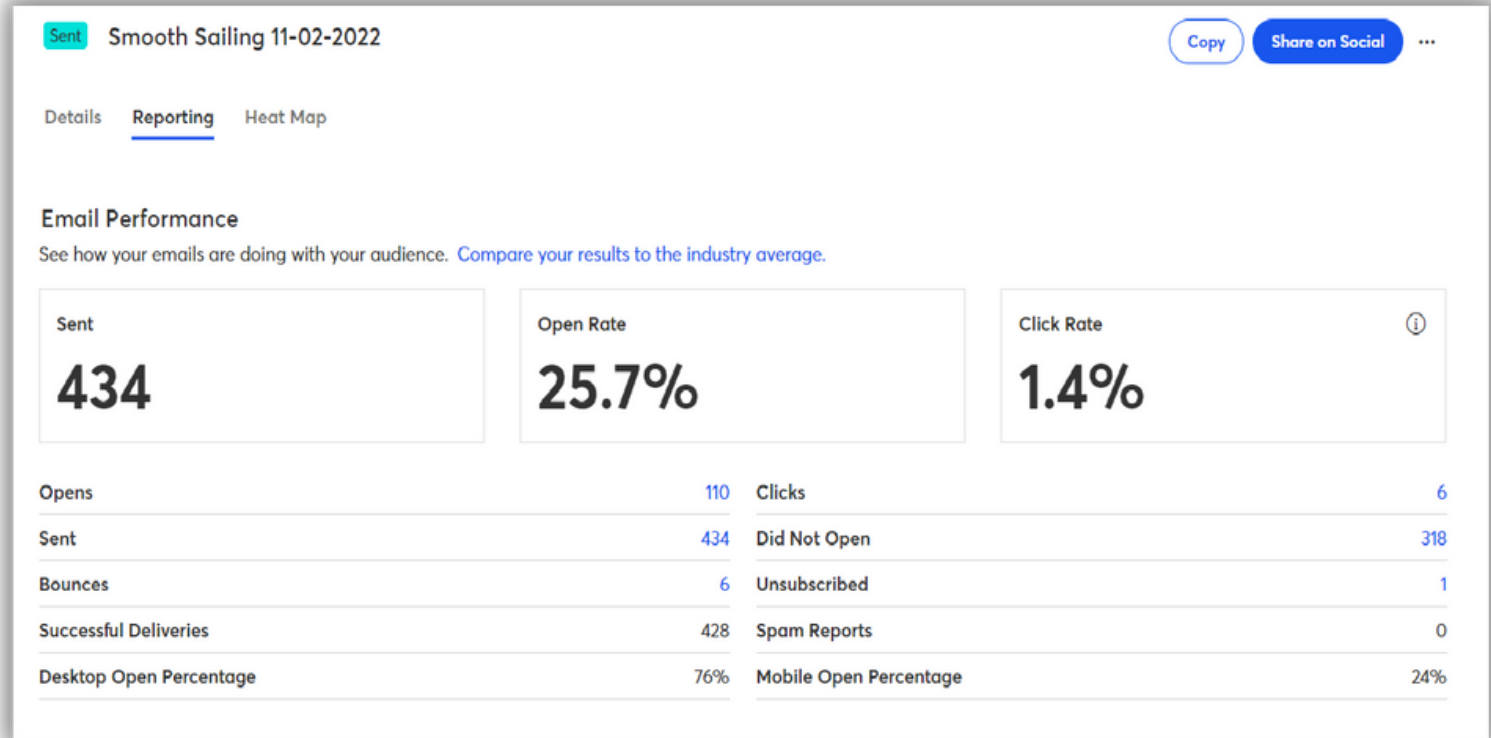 Sent Smooth Sailing 11-02-2022 Copy Share on Social ...
Details Reporting Heat Map
Email Performance
See how your emails are doing with your audience. Compare your results to the industry average.
Sent Open Rate Click Rate
434 25.7% 1.4%
Opens 110 Clicks 6
Sent 434 Did Not Open 318
Bounces 6 Unsubscribed 1
Successful Deliveries 428 Spam Reports 0
Desktop Open Percentage 76% Mobile Open Percentage 24%